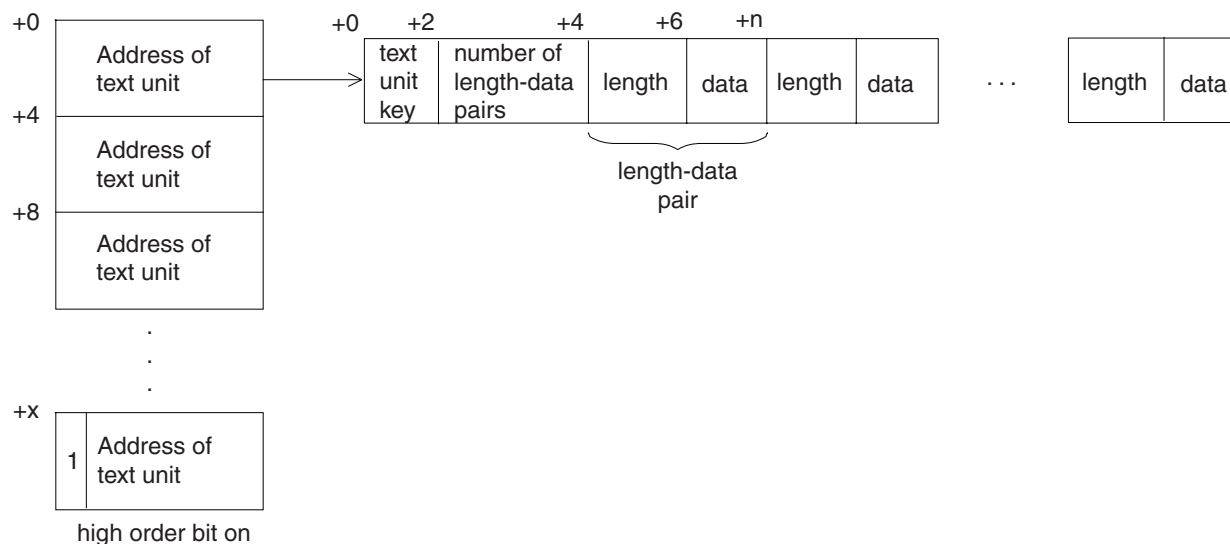 +0
Address of
text unit
+4
Address of
text unit
+8
Address of
text unit
.
.
.
+x
1
Address of
text unit
high order bit on
+0
+2
+4
+6
+n
text
unit
key
number of
length-data
pairs
length
data
length
data
. . .
length
data
length-data
pair